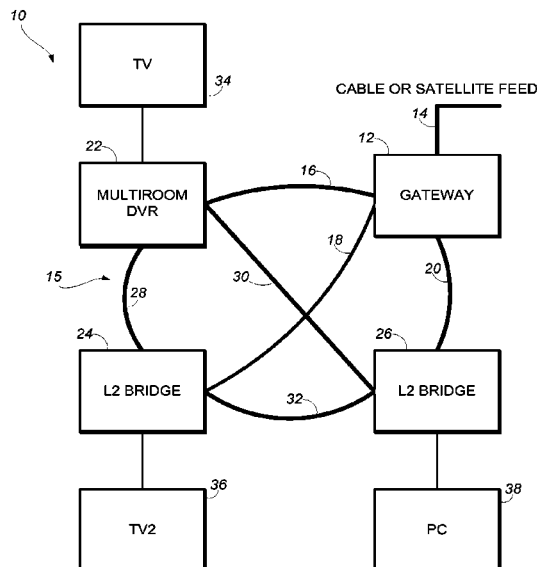 10
TV
34
CABLE OR SATELLITE FEED
14
22
12
MULTIROOM
DVR
16
GATEWAY
18
15
28
30
20
24
26
L2 BRIDGE
L2 BRIDGE
32
36
38
TV2
PC